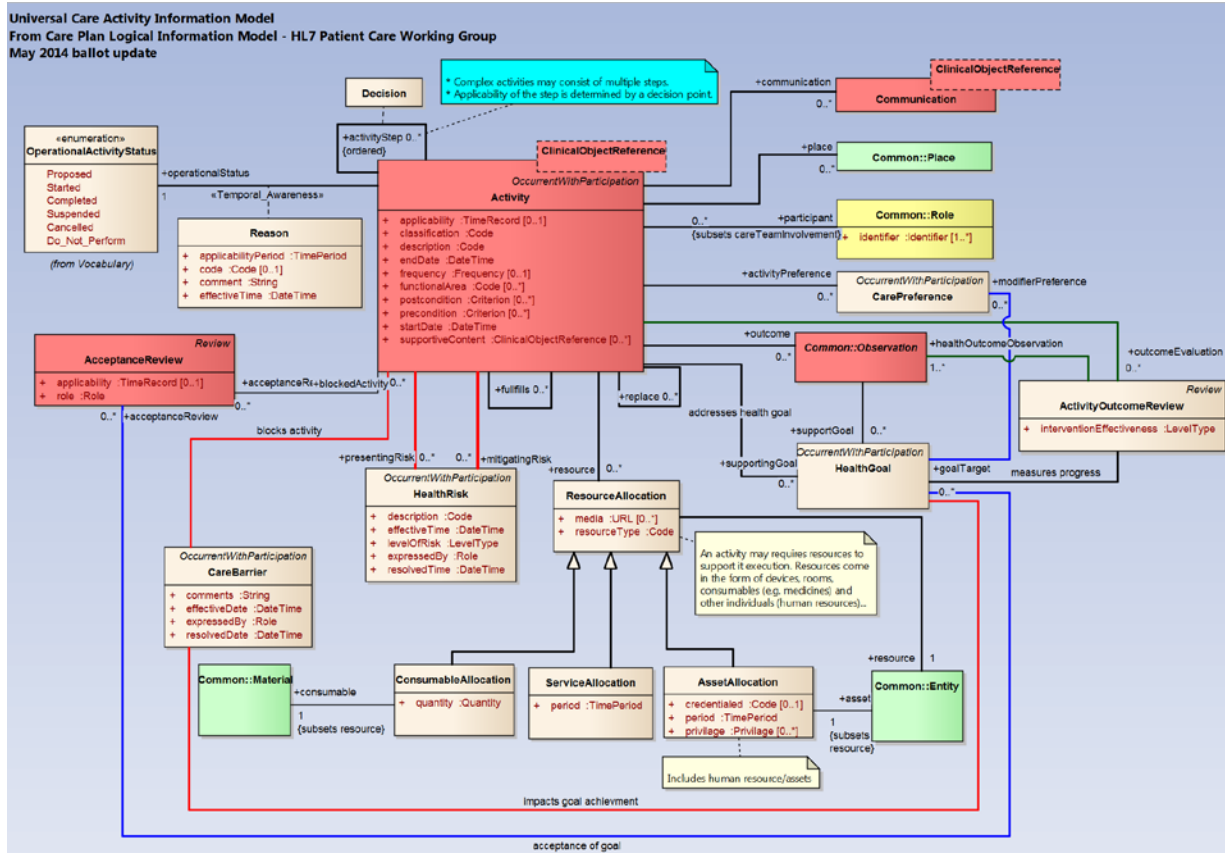 Universal Care Activity Information Model
From Care Plan Logical Information Model - HL7 Patient Care Working Group
May 2014 ballot update
Decision
* Complex activities may consist of multiple steps.
* Applicability of the step is determined by a decision point.
+communication
0..*
ClinicalObjectReference
Communication
+activityStep 0..*
{ordered}
«enumeration»
OperationalActivityStatus
Proposed
Started
Completed
Suspended
Cancelled
Do_Not_Perform
(from Vocabulary)
+operationalStatus
1
«Temporal_Awareness»
Reason
+ applicabilityPeriod :TimePeriod
+ code :Code [0..1]
+ comment :String
+ effectiveTime :DateTime
ClinicalObjectReference
OccurrentWithParticipation
Activity
+ applicability :TimeRecord [0..1]
+ classification :Code
+ description :Code
+ endDate :DateTime
+ frequency :Frequency [0..1]
+ functionalArea :Code [0..*]
+ postcondition :Criterion [0..*]
+ precondition :Criterion [0..*]
+ startDate :DateTime
+ supportiveContent :ClinicalObjectReference [0..*]
+place
0..*
Common::Place
0..*
+participant
{subsets careTeamInvolvement}
Common::Role
+ identifier :Identifier [1..*]
+activityPreference
0..*
OccurrentWithParticipation
CarePreference
+modifierPreference
0..*
Review
AcceptanceReview
+ applicability :TimeRecord [0..1]
+ role :Role
+acceptanceRe
+blockedActivity
0..*
0..*
0..*
+acceptanceReview
+fullfills 0..*
+replace 0..*
+outcome
0..*
Common::Observation
+healthOutcomeObservation
1..*
+outcomeEvaluation
0..*
Review
ActivityOutcomeReview
+ interventionEffectiveness :LevelType
addresses health goal
+supportGoal
0..*
+supportingGoal
0..*
OccurrentWithParticipation
HealthGoal
+goalTarget
0..*
measures progress
blocks activity
+presentingRisk 0..*
0..* +mitigatingRisk
+resource
0..*
OccurrentWithParticipation
HealthRisk
+ description :Code
+ effectiveTime :DateTime
+ levelOfRisk :LevelType
+ expressedBy :Role
+ resolvedTime :DateTime
ResourceAllocation
+ media :URL [0..*]
+ resourceType :Code
An activity may requires resources to
support it execution. Resources come
in the form of devices, rooms,
consumables (e.g. medicines) and
other individuals (human resources)...
OccurrentWithParticipation
CareBarrier
+ comments :String
+ effectiveDate :DateTime
+ expressedBy :Role
+ resolvedDate :DateTime
Common::Material
+consumable
1
{subsets resource}
ConsumableAllocation
+ quantity :Quantity
ServiceAllocation
+ period :TimePeriod
AssetAllocation
+ credentialed :Code [0..1]
+ period :TimePeriod
+ privilage :Privilage [0..*]
+resource
1
+asset
1
{subsets
resource}
Common::Entity
Includes human resource/assets
Impacts goal achievment
acceptance of goal